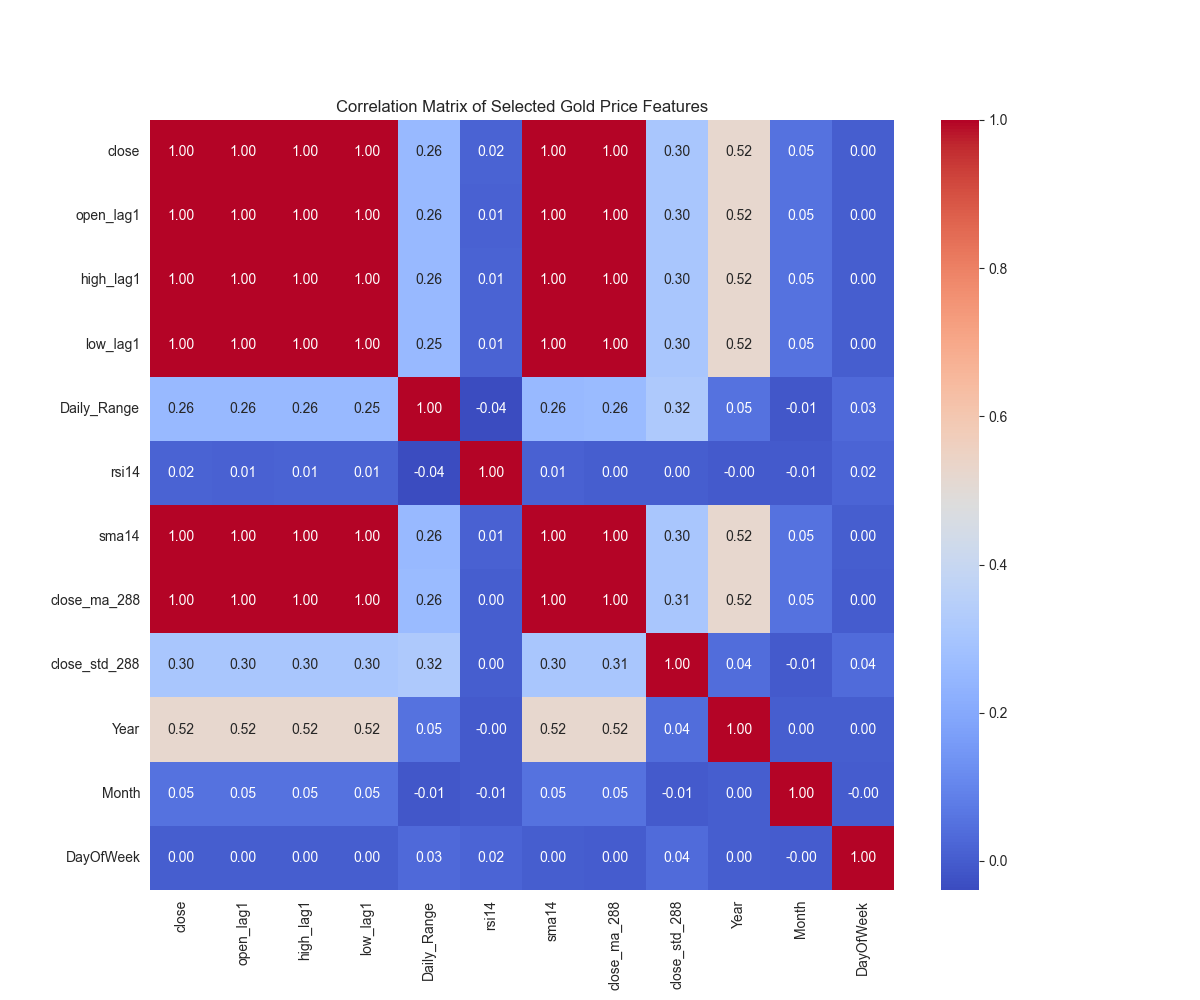 Correlation Matrix of Selected Gold Price Features
close 1.00 1.00 1.00 1.00 0.26 0.02 1.00 1.00 0.30 0.52 0.05 0.00
open_lag1 1.00 1.00 1.00 1.00 0.26 0.01 1.00 1.00 0.30 0.52 0.05 0.00
high_lag1 1.00 1.00 1.00 1.00 0.26 0.01 1.00 1.00 0.30 0.52 0.05 0.00
low_lag1 1.00 1.00 1.00 1.00 0.25 0.01 1.00 1.00 0.30 0.52 0.05 0.00
Daily_Range 0.26 0.26 0.26 0.25 1.00 -0.04 0.26 0.26 0.32 0.05 -0.01 0.03
rsi14 0.02 0.01 0.01 0.01 -0.04 1.00 0.01 0.00 0.00 -0.00 -0.01 0.02
sma14 1.00 1.00 1.00 1.00 0.26 0.01 1.00 1.00 0.30 0.52 0.05 0.00
close_ma_288 1.00 1.00 1.00 1.00 0.26 0.00 1.00 1.00 0.31 0.52 0.05 0.00
close_std_288 0.30 0.30 0.30 0.30 0.32 0.00 0.30 0.31 1.00 0.04 -0.01 0.04
Year 0.52 0.52 0.52 0.52 0.05 -0.00 0.52 0.52 0.04 1.00 0.00 0.00
Month 0.05 0.05 0.05 0.05 -0.01 -0.01 0.05 0.05 -0.01 0.00 1.00 -0.00
DayOfWeek 0.00 0.00 0.00 0.00 0.03 0.02 0.00 0.00 0.04 0.00 -0.00 1.00
close open_lag1 high_lag1 low_lag1 Daily_Range rsi14 sma14 close_ma_288 close_std_288 Year Month DayOfWeek
1.0
0.8
0.6
0.4
0.2
0.0